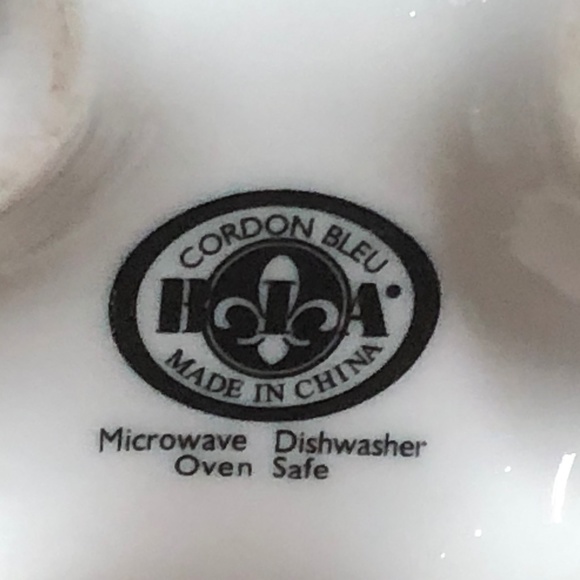 CORDON BLEU
HIA
MADE IN CHINA
Microwave Dishwasher
Oven Safe